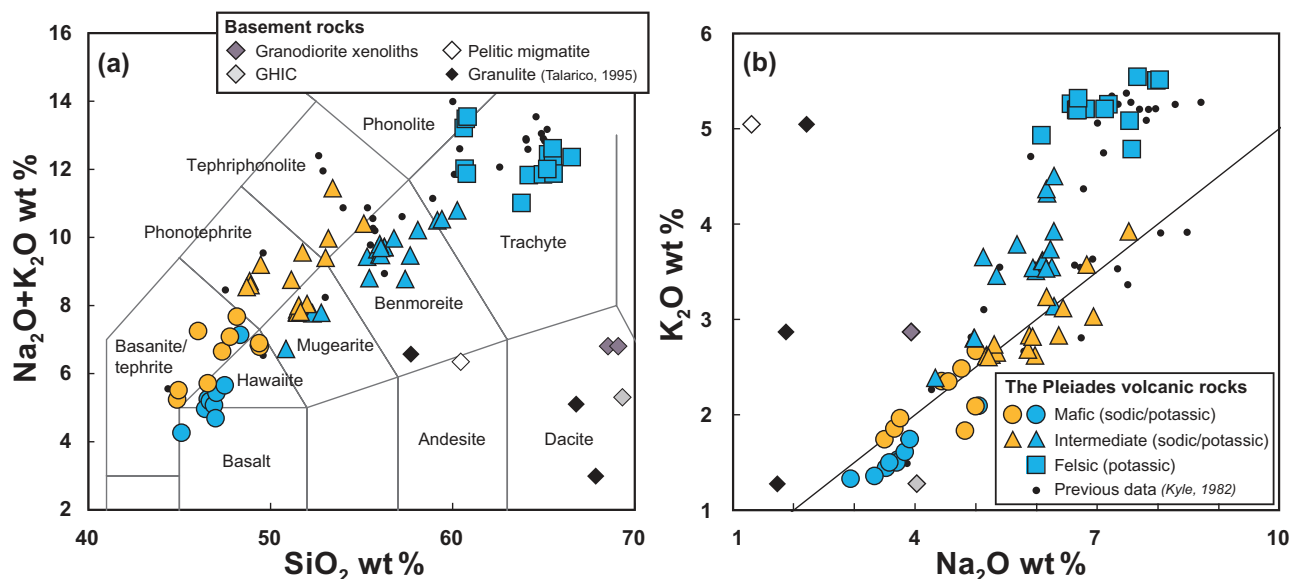 (a)
Basement rocks
Granodiorite xenoliths
Pelitic migmatite
GHIC
Granulite (Talarico, 1995)
16
14
12
10
8
6
4
2
Na2O+K2O wt %
Phonolite
Tephriphonolite
Phonotephrite
Trachyte
Benmoreite
Mugearite
Basanite/
tephrite
Hawaiite
Basalt
Andesite
Dacite
41
50
60
70
SiO2 wt %
(b)
6
5
4
3
2
1
K2O wt %
The Pleiades volcanic rocks
Mafic (sodic/potassic)
Intermediate (sodic/potassic)
Felsic (potassic)
Previous data (Kyle, 1982)
1
4
7
10
Na2O wt %